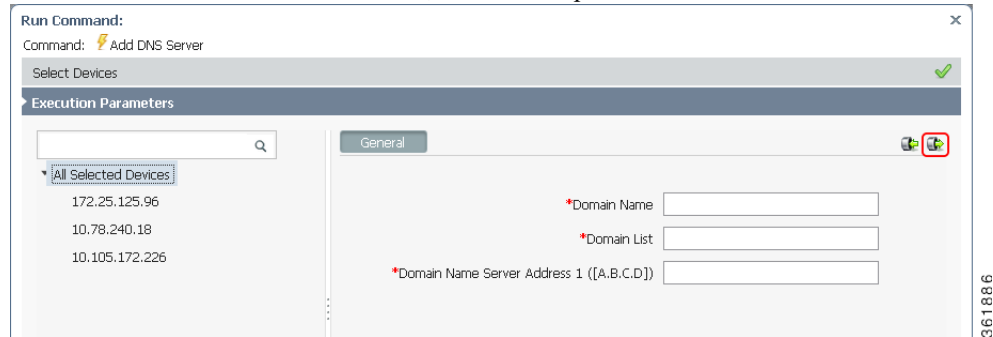 Run Command:
Command: Add DNS Server
Select Devices
Execution Parameters
General
All Selected Devices
172.25.125.96
10.78.240.18
10.105.172.226
*Domain Name
*Domain List
*Domain Name Server Address 1 ([A.B.C.D])
361886